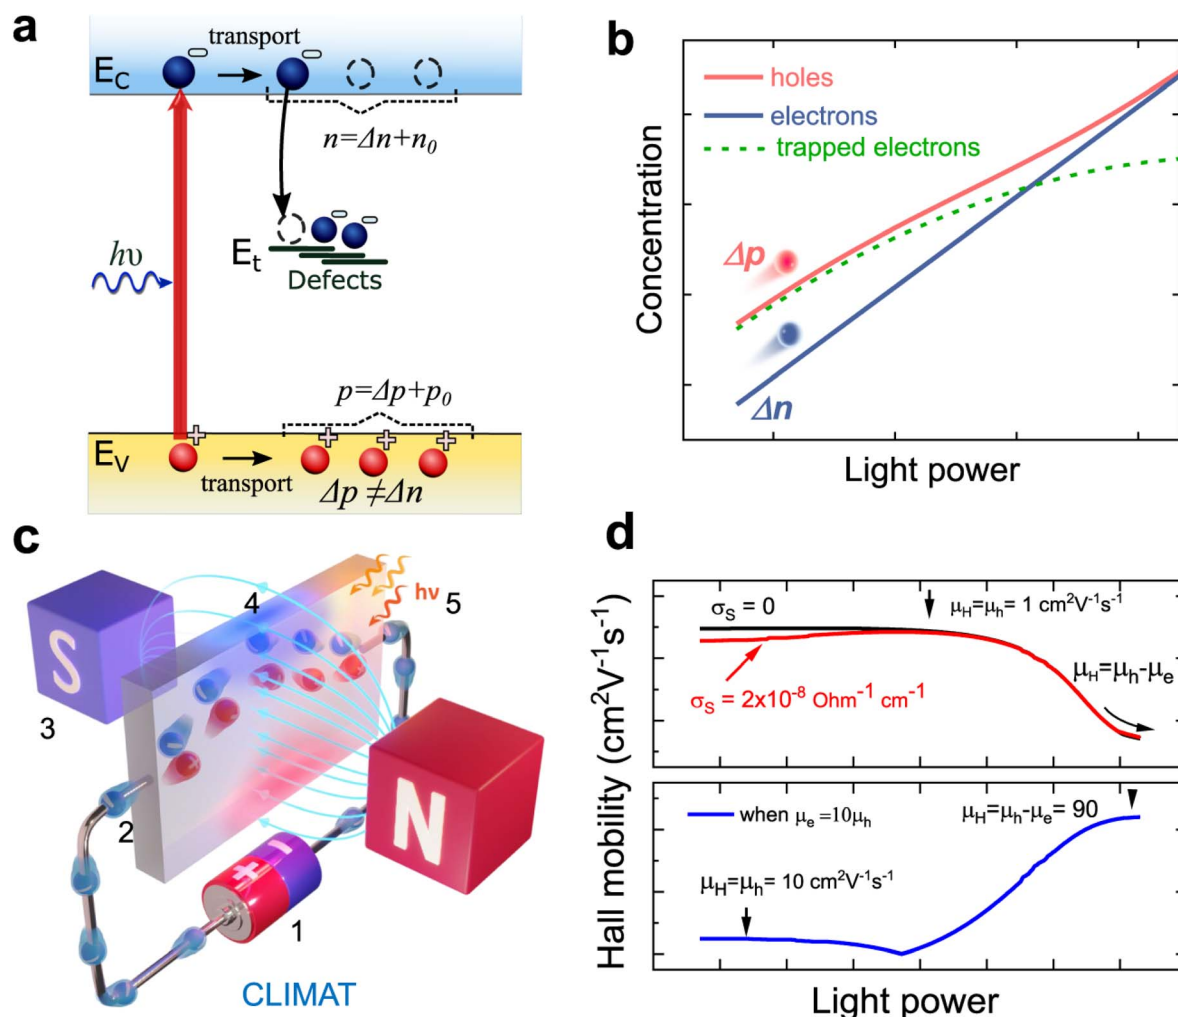 a
transport
E_C
n=Δn+n_0
hυ
E_t
Defects
p=Δp+p_0
E_V
transport
Δp ≠Δn
b
holes
electrons
trapped electrons
Concentration
Δp
Δn
Light power
c
S
3
4
hν
5
2
N
+ −
1
CLIMAT
d
Hall mobility (cm²V⁻¹s⁻¹)
σ_S = 0
μ_H=μ_h= 1 cm²V⁻¹s⁻¹
σ_S = 2x10⁻⁸ Ohm⁻¹ cm⁻¹
μ_H=μ_h-μ_e
when μ_e =10μ_h
μ_H=μ_h-μ_e= 90
μ_H=μ_h= 10 cm²V⁻¹s⁻¹
Light power